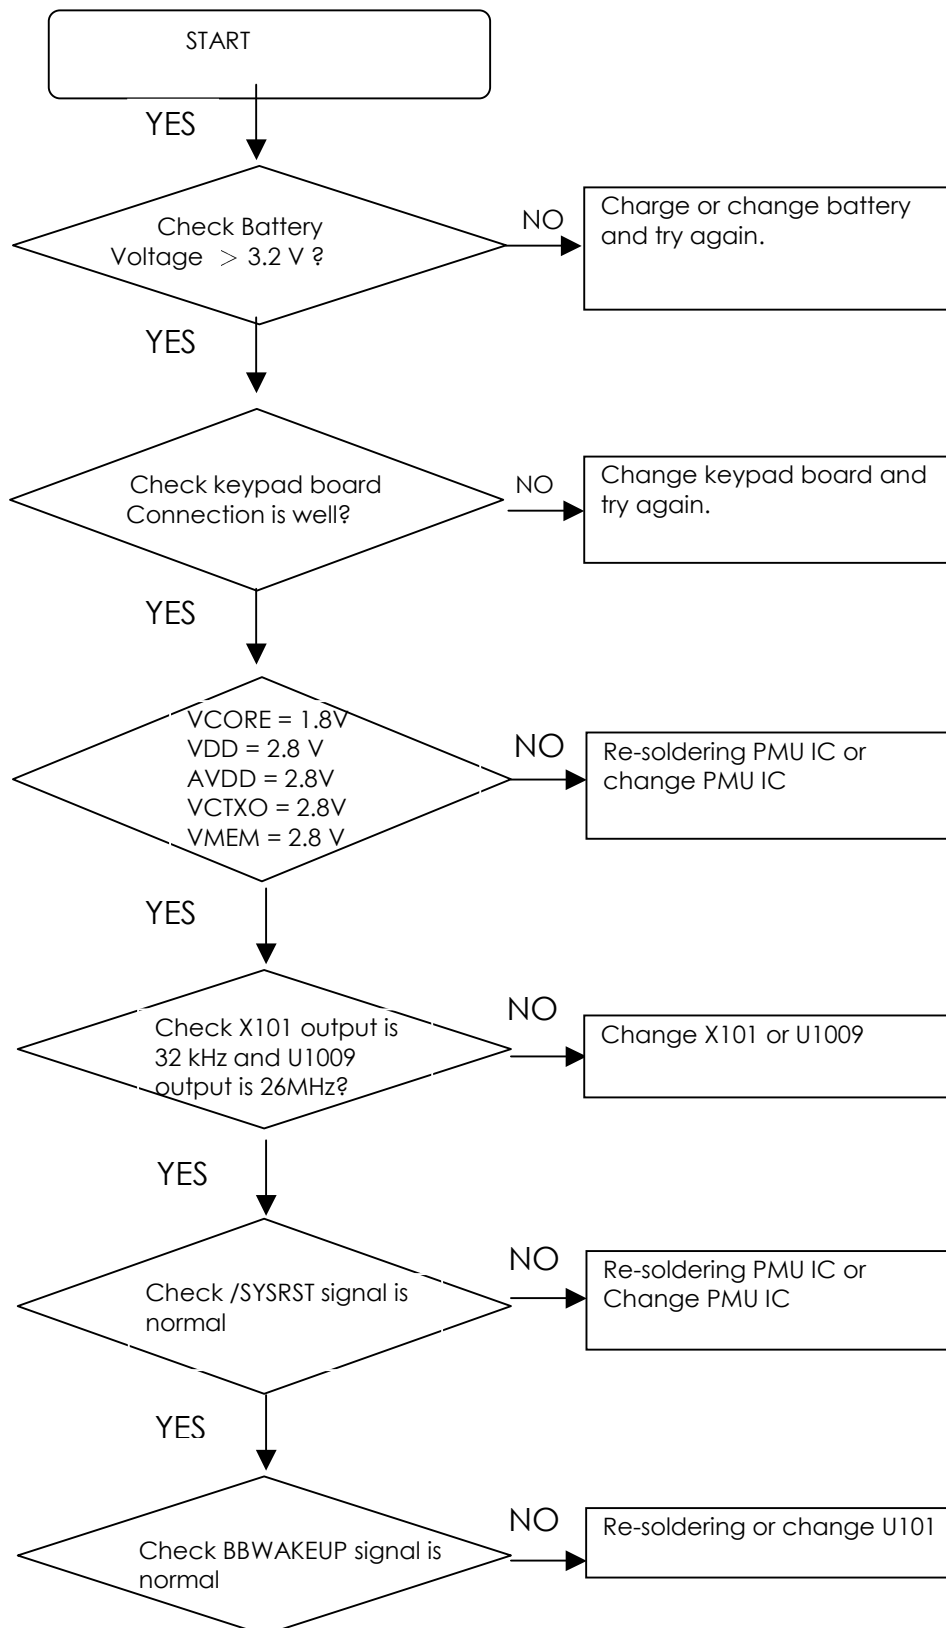 START
YES
Check Battery
Voltage > 3.2 V ?
NO
Charge or change battery
and try again.
YES
Check keypad board
Connection is well?
NO
Change keypad board and
try again.
YES
VCORE = 1.8V
VDD = 2.8 V
AVDD = 2.8V
VCTXO = 2.8V
VMEM = 2.8 V
NO
Re-soldering PMU IC or
change PMU IC
YES
Check X101 output is
32 kHz and U1009
output is 26MHz?
NO
Change X101 or U1009
YES
Check /SYSRST signal is
normal
NO
Re-soldering PMU IC or
Change PMU IC
YES
Check BBWAKEUP signal is
normal
NO
Re-soldering or change U101